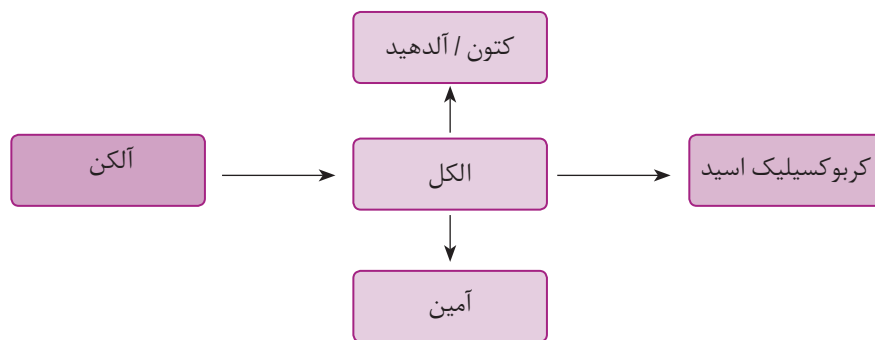 کتون / آلدهید
آلکن
الکل
کربوکسیلیک اسید
آمین